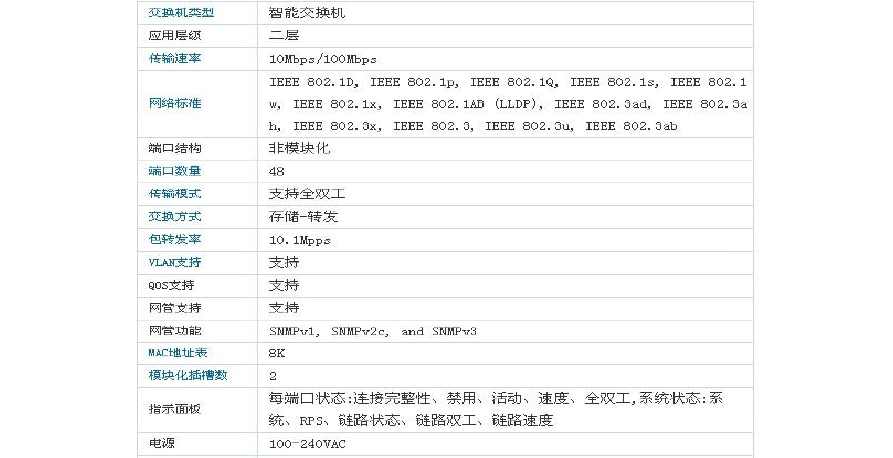 交换机类型 智能交换机
应用层级 二层
传输速率 10Mbps/100Mbps
网络标准 IEEE 802.1D, IEEE 802.1p, IEEE 802.1Q, IEEE 802.1s, IEEE 802.1
w, IEEE 802.1x, IEEE 802.1AB (LLDP), IEEE 802.3ad, IEEE 802.3a
h, IEEE 802.3x, IEEE 802.3, IEEE 802.3u, IEEE 802.3ab
端口结构 非模块化
端口数量 48
传输模式 支持全双工
交换方式 存储-转发
包转发率 10.1Mpps
VLAN支持 支持
QOS支持 支持
网管支持 支持
网管功能 SNMPv1, SNMPv2c, and SNMPv3
MAC地址表 8K
模块化插槽数 2
指示面板 每端口状态:连接完整性、禁用、活动、速度、全双工,系统状态:系
统、RPS、链路状态、链路双工、链路速度
电源 100-240VAC